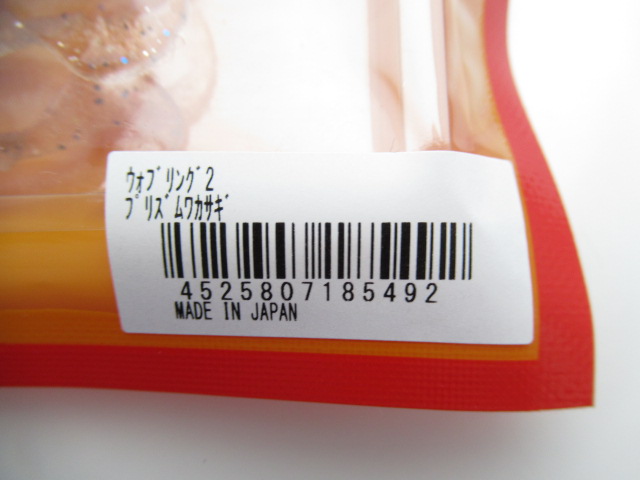 ｳｫﾌﾞﾘﾝｸﾞ2
ﾌﾟﾘｽﾞﾑﾜｶｻｷﾞ
4525807185492
MADE IN JAPAN